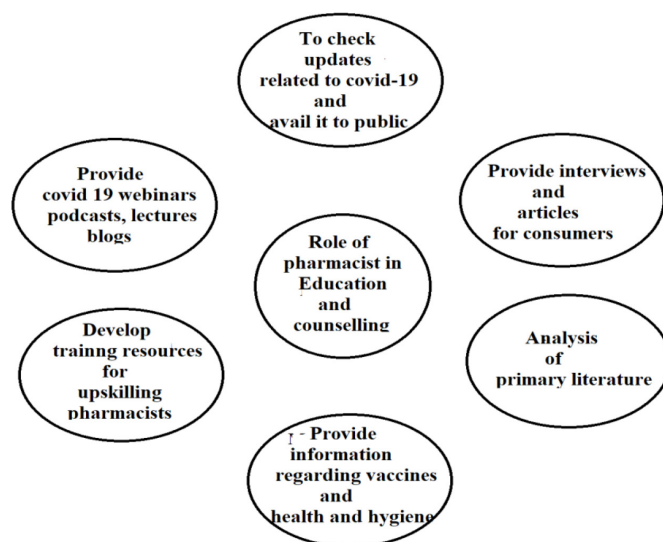 To check
updates
related to covid-19
and
avail it to public
Provide
covid 19 webinars
podcasts, lectures
blogs
Provide interviews
and
articles
for consumers
Role of
pharmacist in
Education
and
counselling
Develop
trainng resources
for
upskilling
pharmacists
Analysis
of
primary literature
Provide
information
regarding vaccines
and
health and hygiene